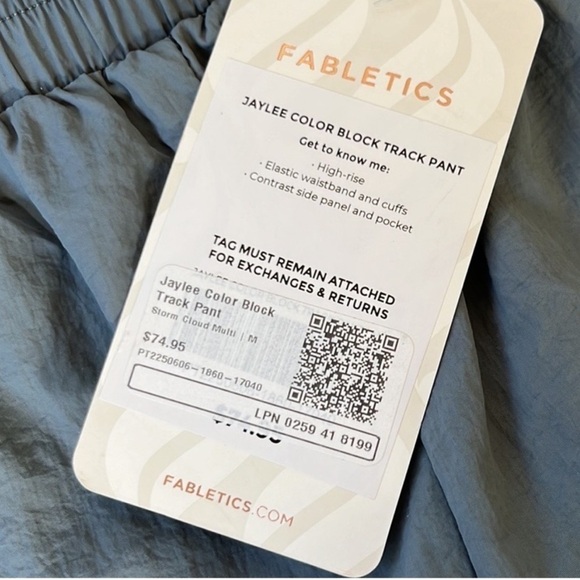 FABLETICS
JAYLEE COLOR BLOCK TRACK PANT
Get to know me:
· High-rise
· Elastic waistband and cuffs
· Contrast side panel and pocket
TAG MUST REMAIN ATTACHED
FOR EXCHANGES & RETURNS
Jaylee Color Block
Track Pant
Storm Cloud Multi | M
$74.95
PT2250606-1860-17040
LPN 0259 41 8199
$74.95
FABLETICS.COM